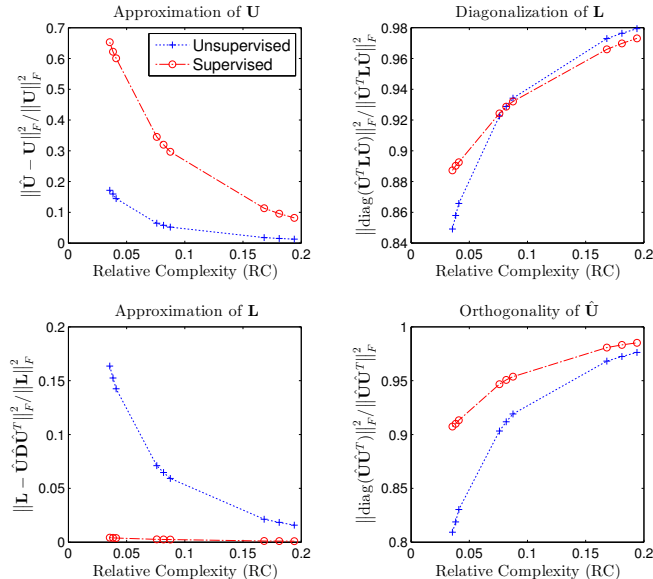 Approximation of U
||Û − U||²_F/||U||²_F
0.7
0.6
0.5
0.4
0.3
0.2
0.1
0
0 0.05 0.1 0.15 0.2
Relative Complexity (RC)
Unsupervised
Supervised
Diagonalization of L
||diag(Û^T LÛ)||²_F/||Û^T LÛ||²_F
0.98
0.96
0.94
0.92
0.9
0.88
0.86
0.84
0 0.05 0.1 0.15 0.2
Relative Complexity (RC)
Approximation of L
||L − ÛD̂Û^T||²_F/||L||²_F
0.2
0.15
0.1
0.05
0
0 0.05 0.1 0.15 0.2
Relative Complexity (RC)
Orthogonality of Û
||diag(ÛÛ^T)||²_F/||ÛÛ^T||²_F
1
0.95
0.9
0.85
0.8
0 0.05 0.1 0.15 0.2
Relative Complexity (RC)